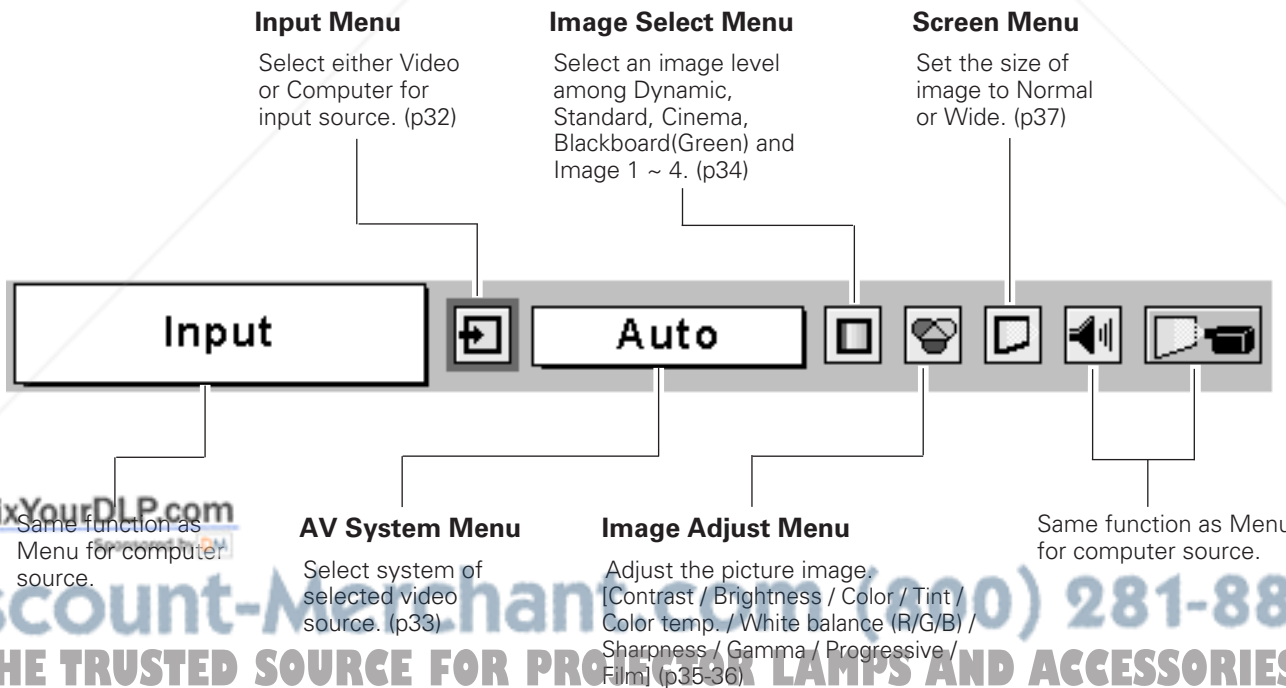 Input Menu
Select either Video
or Computer for
input source. (p32)
Image Select Menu
Select an image level
among Dynamic,
Standard, Cinema,
Blackboard(Green) and
Image 1 ~ 4. (p34)
Screen Menu
Set the size of
image to Normal
or Wide. (p37)
Input
Auto
ixYourDLP.com
Same function as
Menu for computer
source.
AV System Menu
Select system of
selected video
source. (p33)
Image Adjust Menu
Adjust the picture image.
[Contrast / Brightness / Color / Tint /
Color temp. / White balance (R/G/B) /
Sharpness / Gamma / Progressive /
Film] (p35-36)
Same function as Menu
for computer source.
scount-Merchant.com (800) 281-88
HE TRUSTED SOURCE FOR PROJECTOR LAMPS AND ACCESSORIES